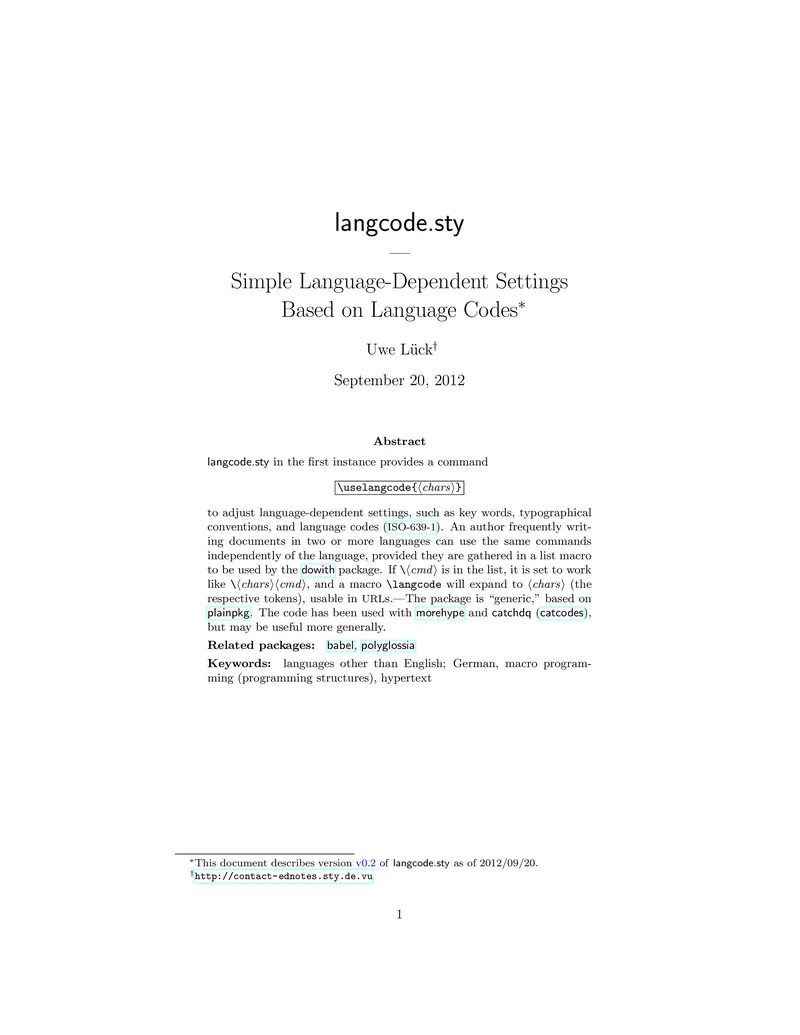 langcode.sty
—
Simple Language-Dependent Settings
Based on Language Codes*
Uwe Lück†
September 20, 2012
Abstract
langcode.sty in the first instance provides a command
\uselangcode{⟨chars⟩}
to adjust language-dependent settings, such as key words, typographical
conventions, and language codes (ISO-639-1). An author frequently writ-
ing documents in two or more languages can use the same commands
independently of the language, provided they are gathered in a list macro
to be used by the dowith package. If \⟨cmd⟩ is in the list, it is set to work
like \⟨chars⟩⟨cmd⟩, and a macro \langcode will expand to ⟨chars⟩ (the
respective tokens), usable in URLs.—The package is “generic,” based on
plainpkg. The code has been used with morehype and catchdq (catcodes),
but may be useful more generally.
Related packages: babel, polyglossia
Keywords: languages other than English; German, macro program-
ming (programming structures), hypertext
*This document describes version v0.2 of langcode.sty as of 2012/09/20.
†http://contact-ednotes.sty.de.vu
1